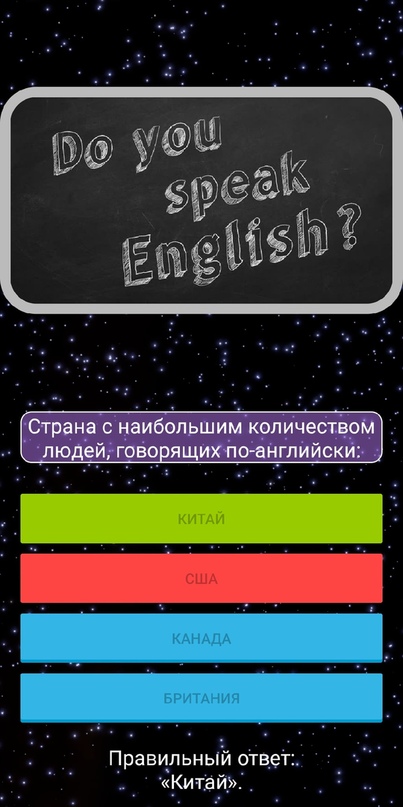 Do you
speak
English?
Страна с наибольшим количеством
людей, говорящих по-английски:
КИТАЙ
США
КАНАДА
БРИТАНИЯ
Правильный ответ:
«Китай».